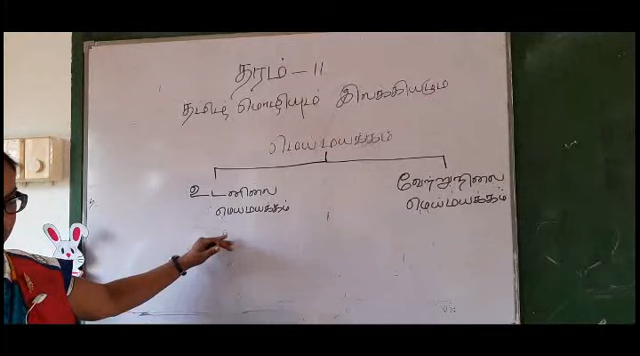 தரம் - 11
தமிழ் மொழியும் இலக்கியமும்
மெய்மயக்கம்
உடனிலை
மெய்மயக்கம்
வேற்றுநிலை
மெய்மயக்கம்